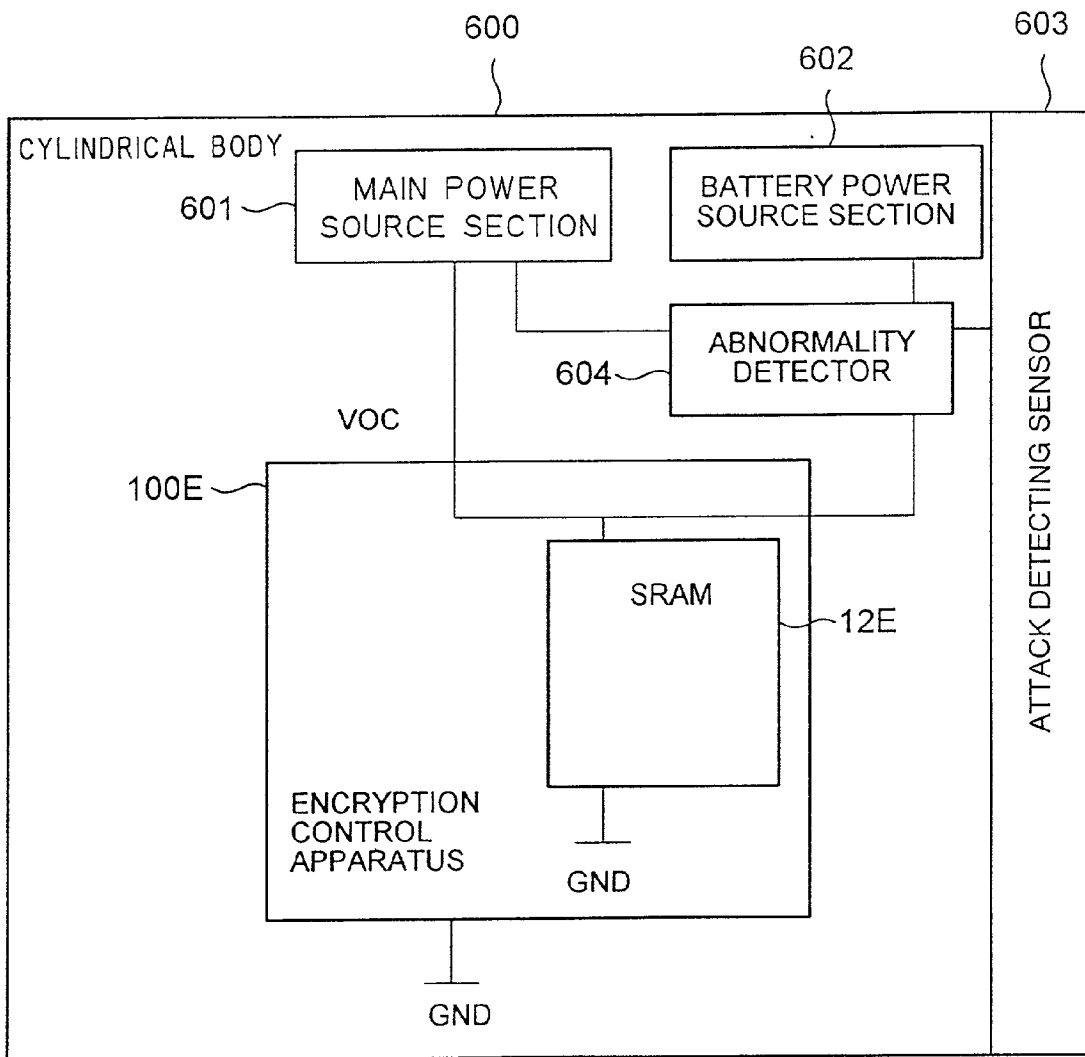 600
603
602
CYLINDRICAL BODY
601
MAIN POWER
SOURCE SECTION
BATTERY POWER
SOURCE SECTION
ABNORMALITY
DETECTOR
604
VOC
100E
SRAM
12E
ENCRYPTION
CONTROL
APPARATUS
GND
GND
ATTACK DETECTING SENSOR